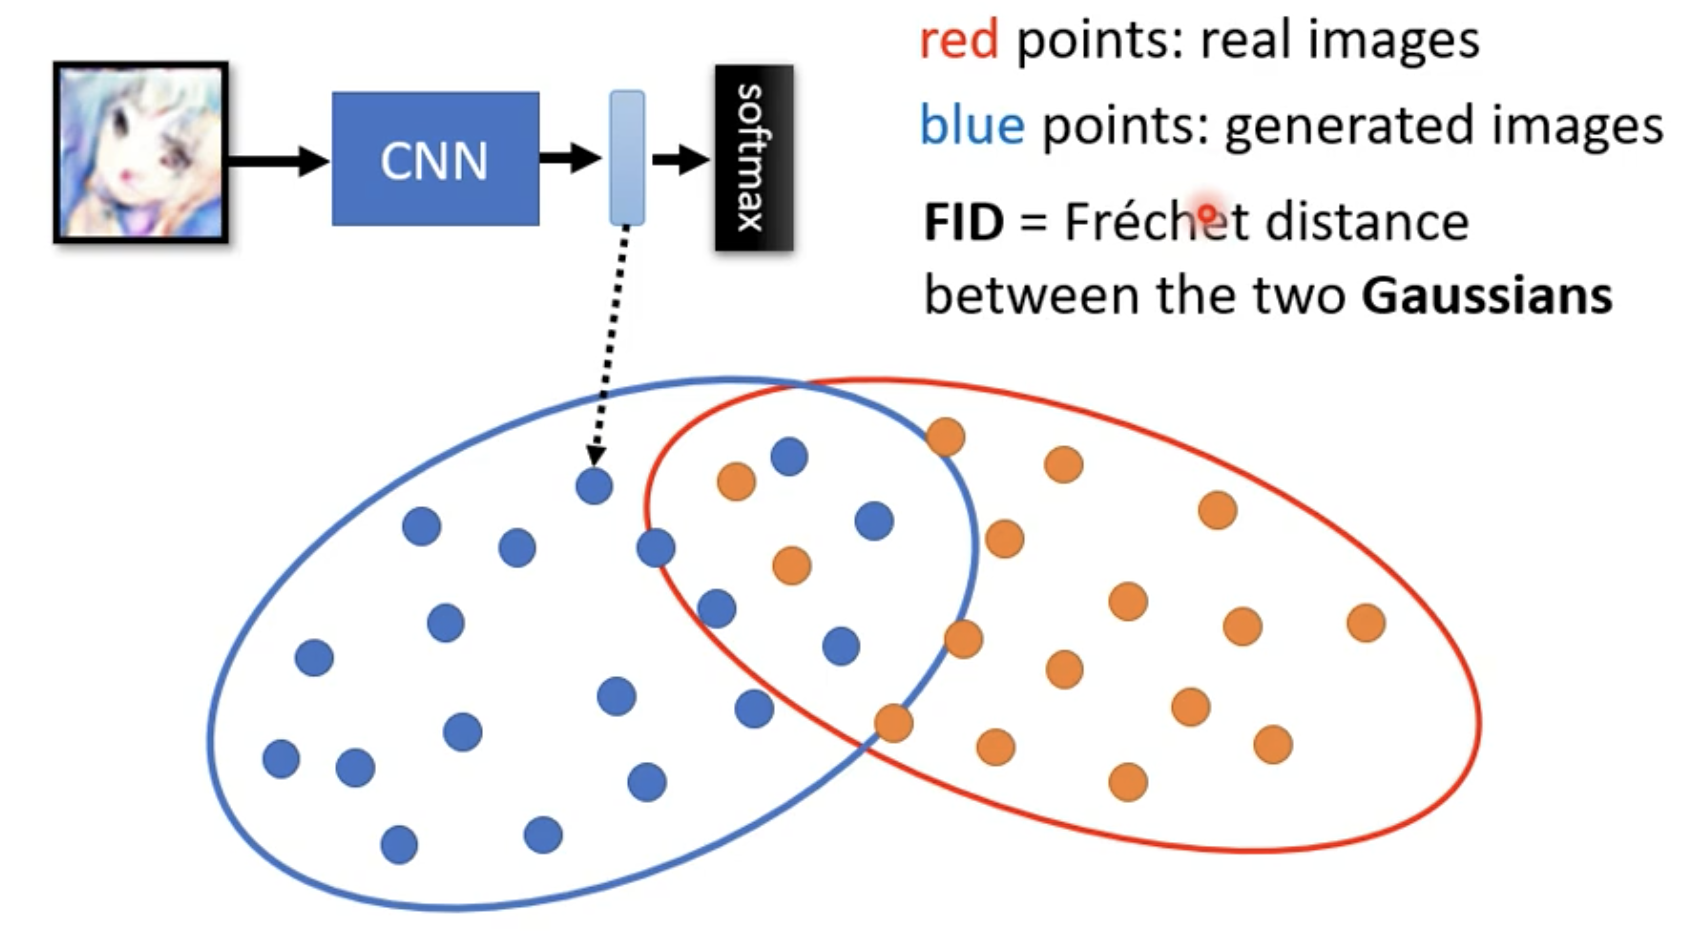 CNN
softmax
red points: real images
blue points: generated images
FID = Fréchet distance
between the two Gaussians